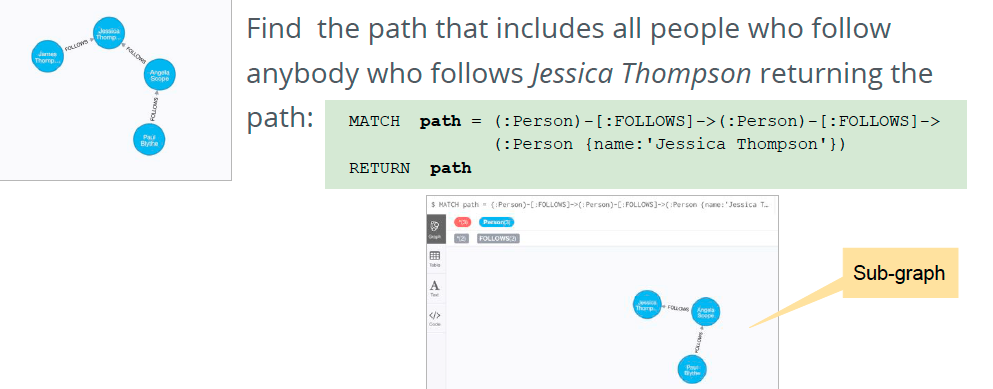 Jessica
Thomp...
James
Thomp...
FOLLOWS
FOLLOWS
Angela
Scope
FOLLOWS
Paul
Blythe
Find  the path that includes all people who follow
anybody who follows Jessica Thompson returning the
path:
MATCH  path = (:Person)-[:FOLLOWS]->(:Person)-[:FOLLOWS]->
(:Person {name:'Jessica Thompson'})
RETURN  path
$ MATCH path = (:Person)-[:FOLLOWS]->(:Person)-[:FOLLOWS]->(:Person {name:'Jessica T…
Graph
*(3)
Person(3)
*(2)
FOLLOWS(2)
Table
A
Text
</>
Code
Jessica
Thomp...
FOLLOWS
Angela
Scope
FOLLOWS
Paul
Blythe
Sub-graph